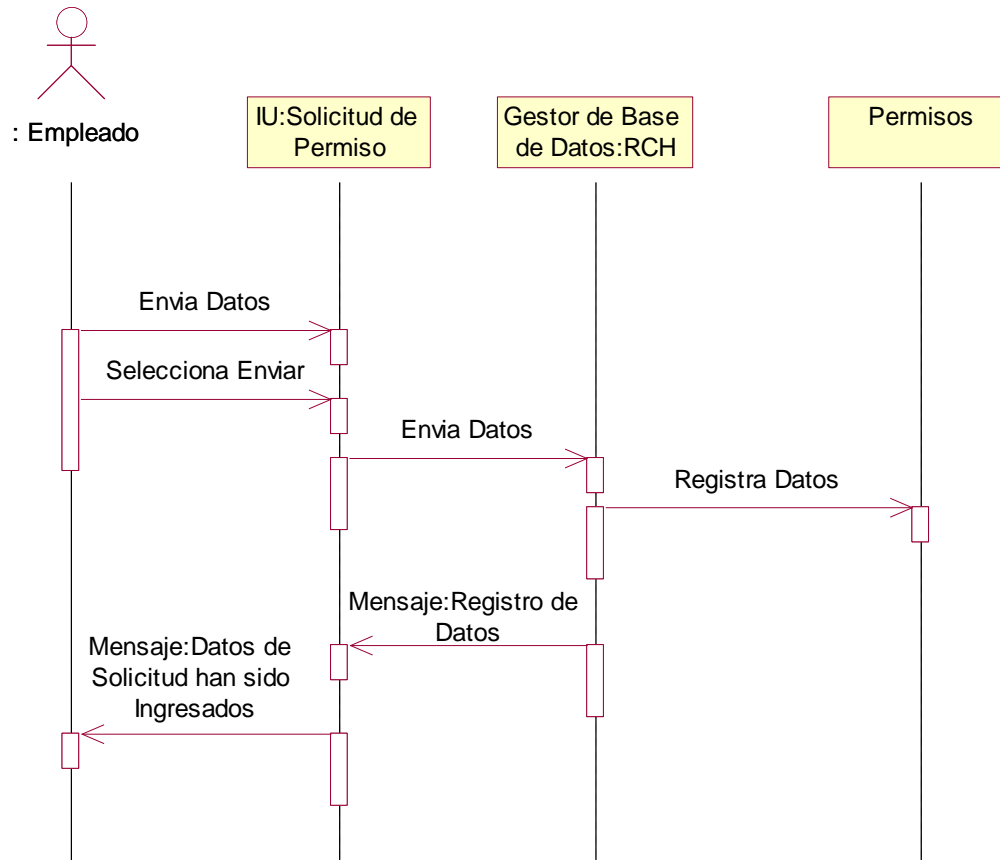 : Empleado
IU:Solicitud de
Permiso
Gestor de Base
de Datos:RCH
Permisos
Envia Datos
Selecciona Enviar
Envia Datos
Registra Datos
Mensaje:Registro de
Datos
Mensaje:Datos de
Solicitud han sido
Ingresados